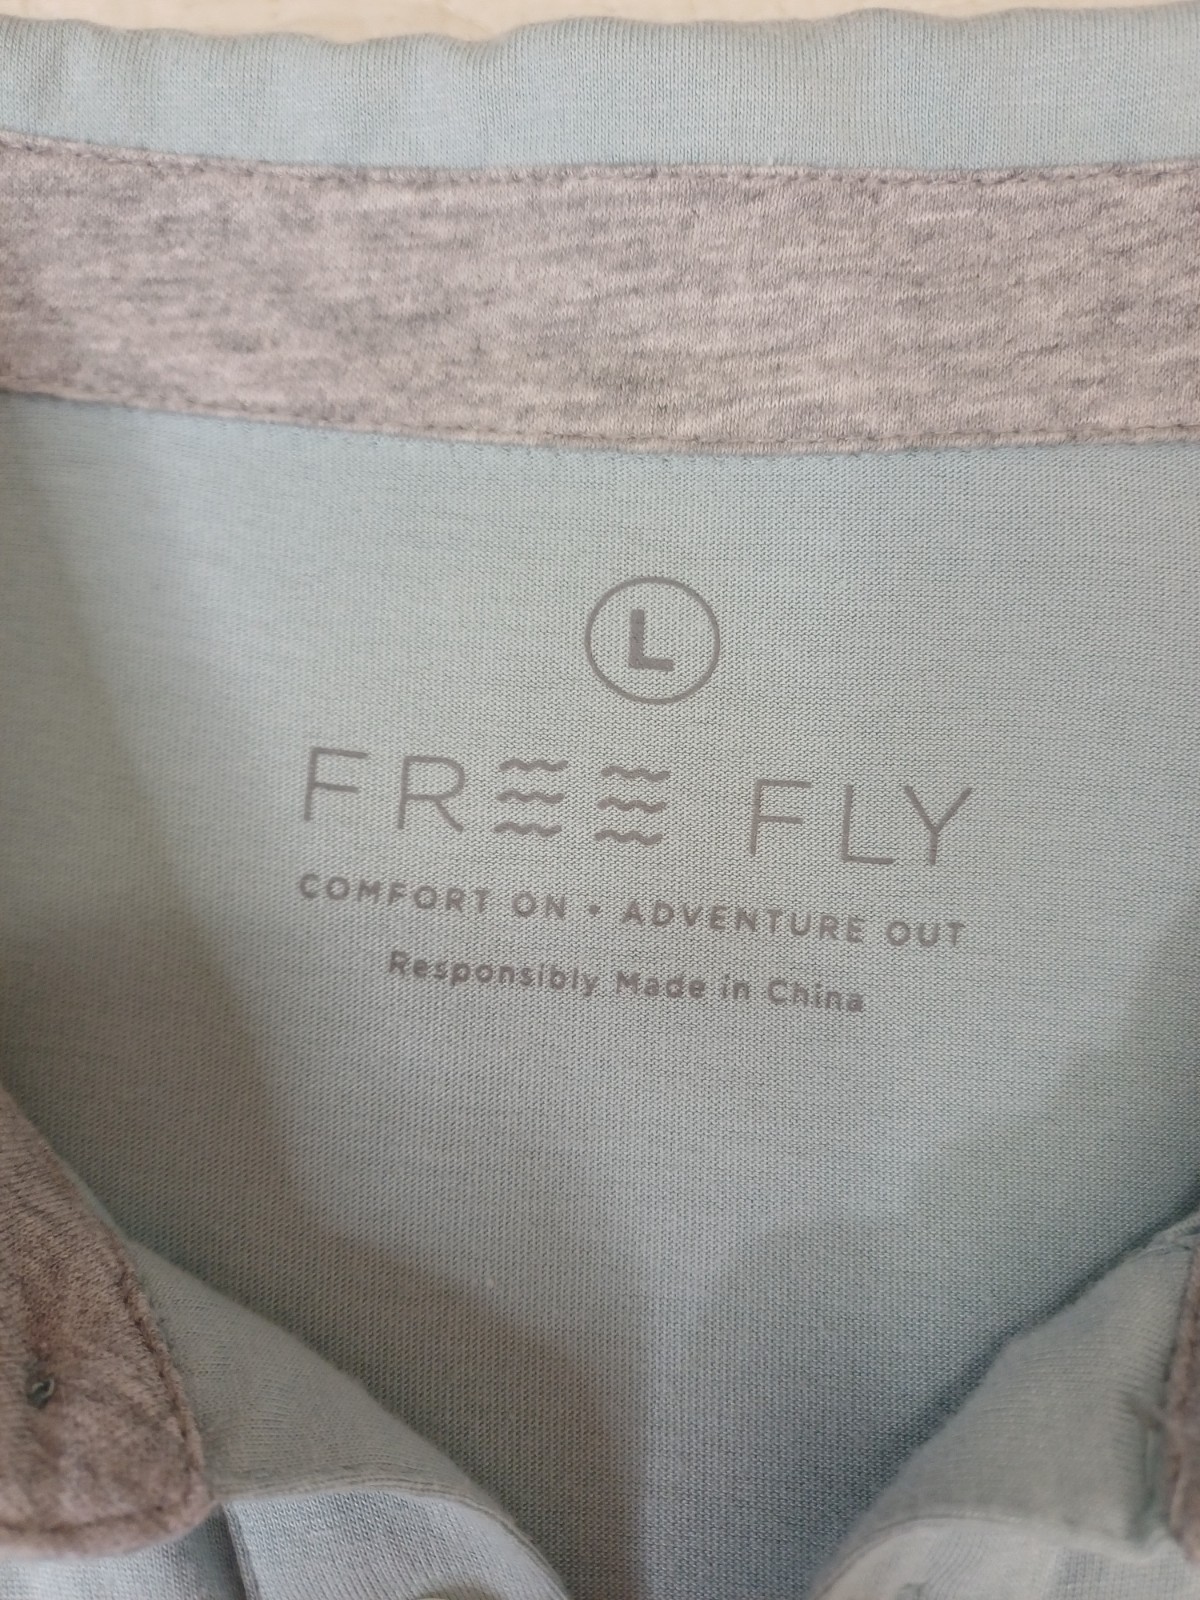 L
FREE FLY
COMFORT ON • ADVENTURE OUT
Responsibly Made in China